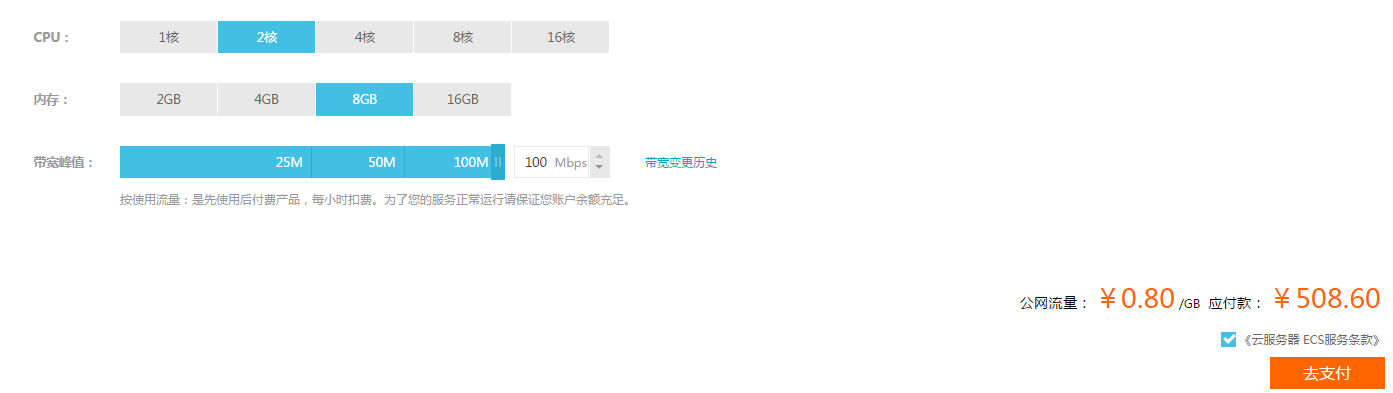 CPU： 1核 2核 4核 8核 16核
内存： 2GB 4GB 8GB 16GB
带宽峰值： 25M 50M 100M 100 Mbps 带宽变更历史
按使用流量：是先使用后付费产品，每小时扣费。为了您的服务正常运行请保证您账户余额充足。
公网流量： ￥0.80 /GB 应付款： ￥508.60
《云服务器 ECS服务条款》
去支付